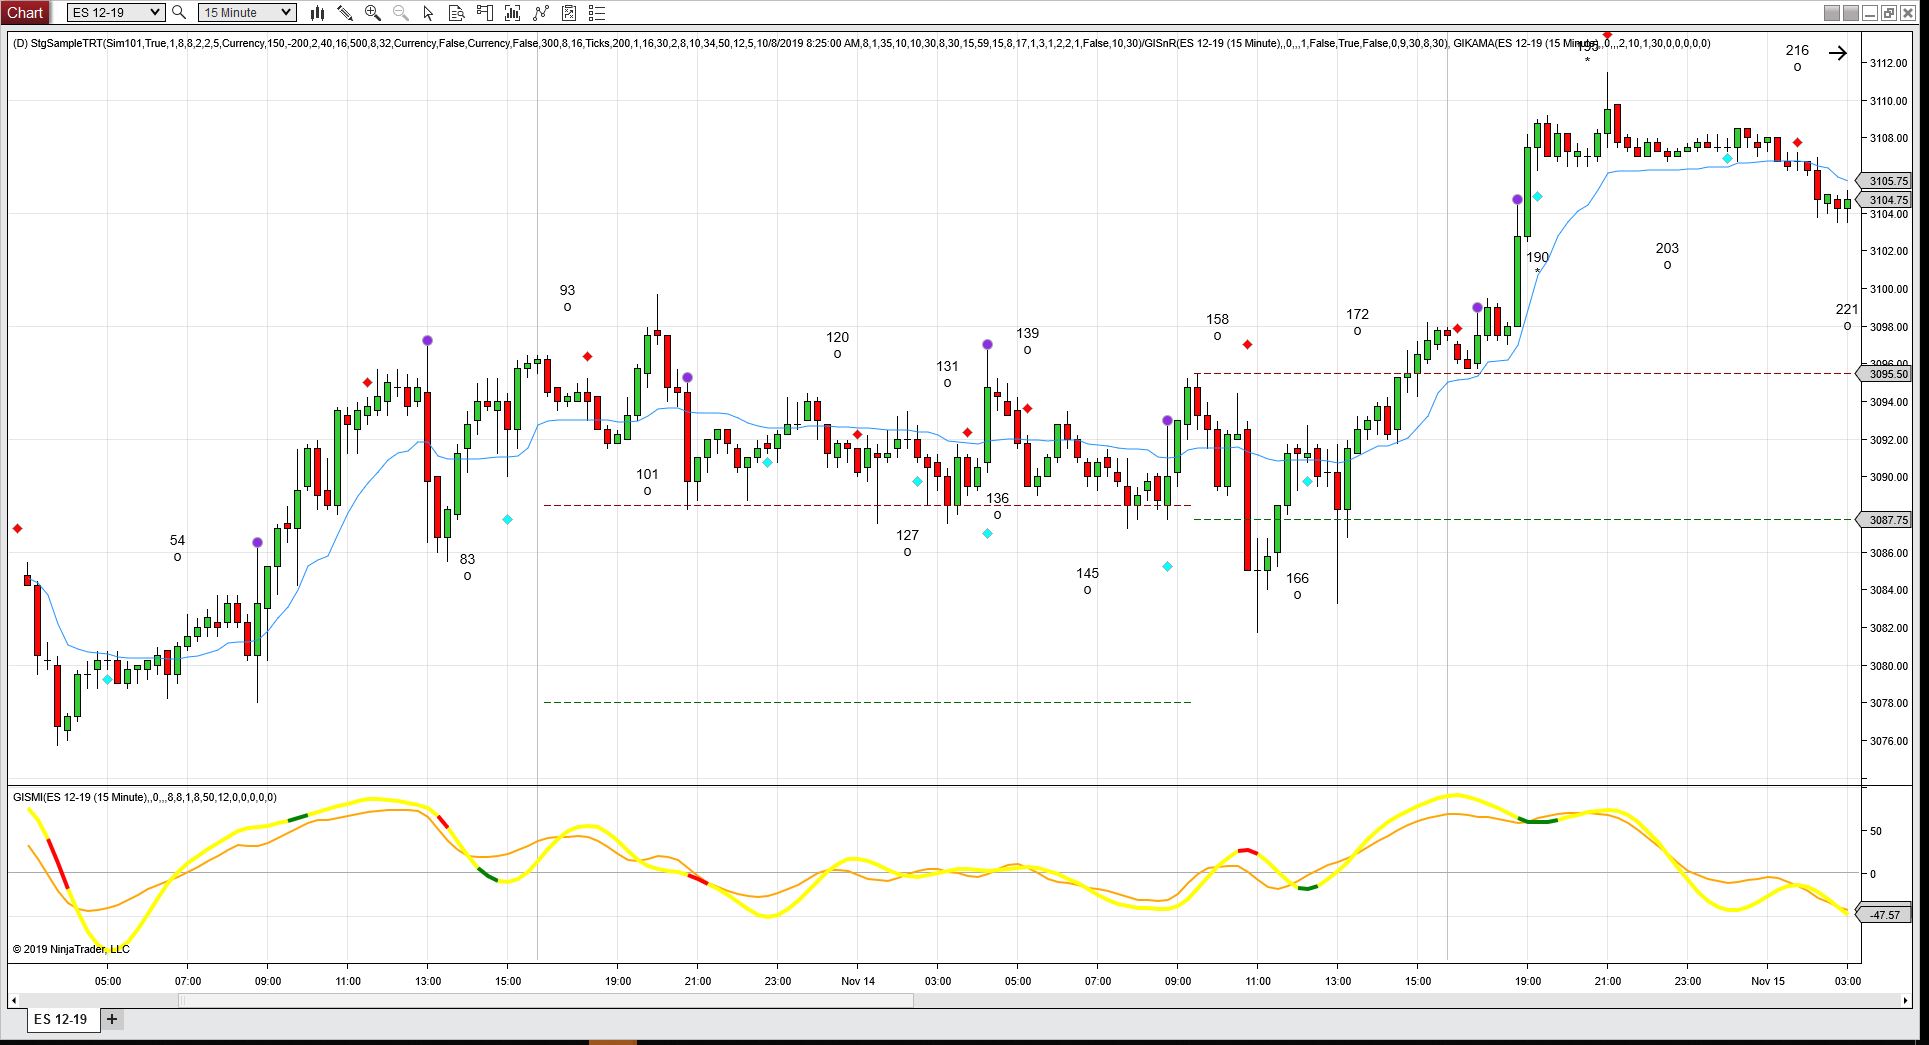 Chart ES 12-19 15 Minute
(D) StgSampleTRT(Sim101,True,1,8,8,2,2,5,Currency,150,-200,2,40,16,500,8,32,Currency,False,Currency,False,300,8,16,Ticks,200,1,16,30,2,8,10,34,50,12,5,10/8/2019 8:25:00 AM,8,1,35,10,10,30,8,30,15,59,15,8,17,1,3,1,2,2,1,False,10,30)/GISnR(ES 12-19 (15 Minute),,0,,,1,False,True,False,0,9,30,8,30), GIKAMA(ES 12-19 (15 Minute),,0,,,2,10,1,30,0,0,0,0,0)
216
o
*
3112.00
3110.00
3108.00
3105.75
3104.75
3104.00
203
o
3102.00
190
*
3100.00
93
o
221
o
158
o
172
o
3098.00
120
o
139
o
3096.00
131
o
3095.50
3094.00
3092.00
101
o
3090.00
136
o
3087.75
54
o
127
o
3086.00
83
o
145
o
166
o
3084.00
3082.00
3080.00
3078.00
3076.00
GISMI(ES 12-19 (15 Minute),,0,,,8,8,1,8,50,12,0,0,0,0,0)
50
0
-47.57
© 2019 NinjaTrader, LLC
05:00 07:00 09:00 11:00 13:00 15:00 19:00 21:00 23:00 Nov 14 03:00 05:00 07:00 09:00 11:00 13:00 15:00 19:00 21:00 23:00 Nov 15 03:00
ES 12-19 +